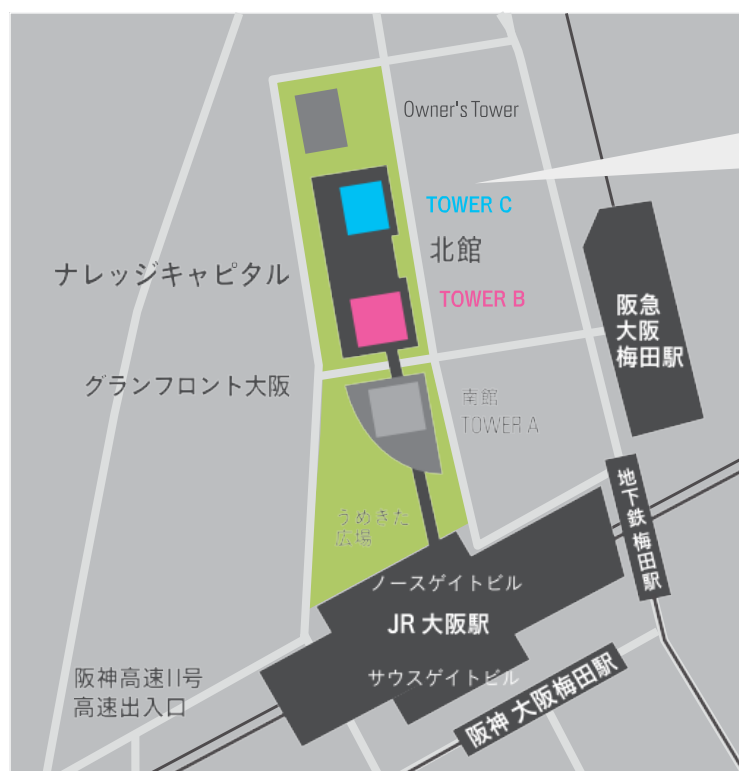 Owner's Tower
TOWER C
北館
ナレッジキャピタル
TOWER B
阪急
大阪
梅田駅
グランフロント大阪
南館
TOWER A
地下鉄 梅田駅
うめきた
広場
ノースゲイトビル
JR 大阪駅
サウスゲイトビル
阪神高速11号
高速出入口
阪神 大阪梅田駅